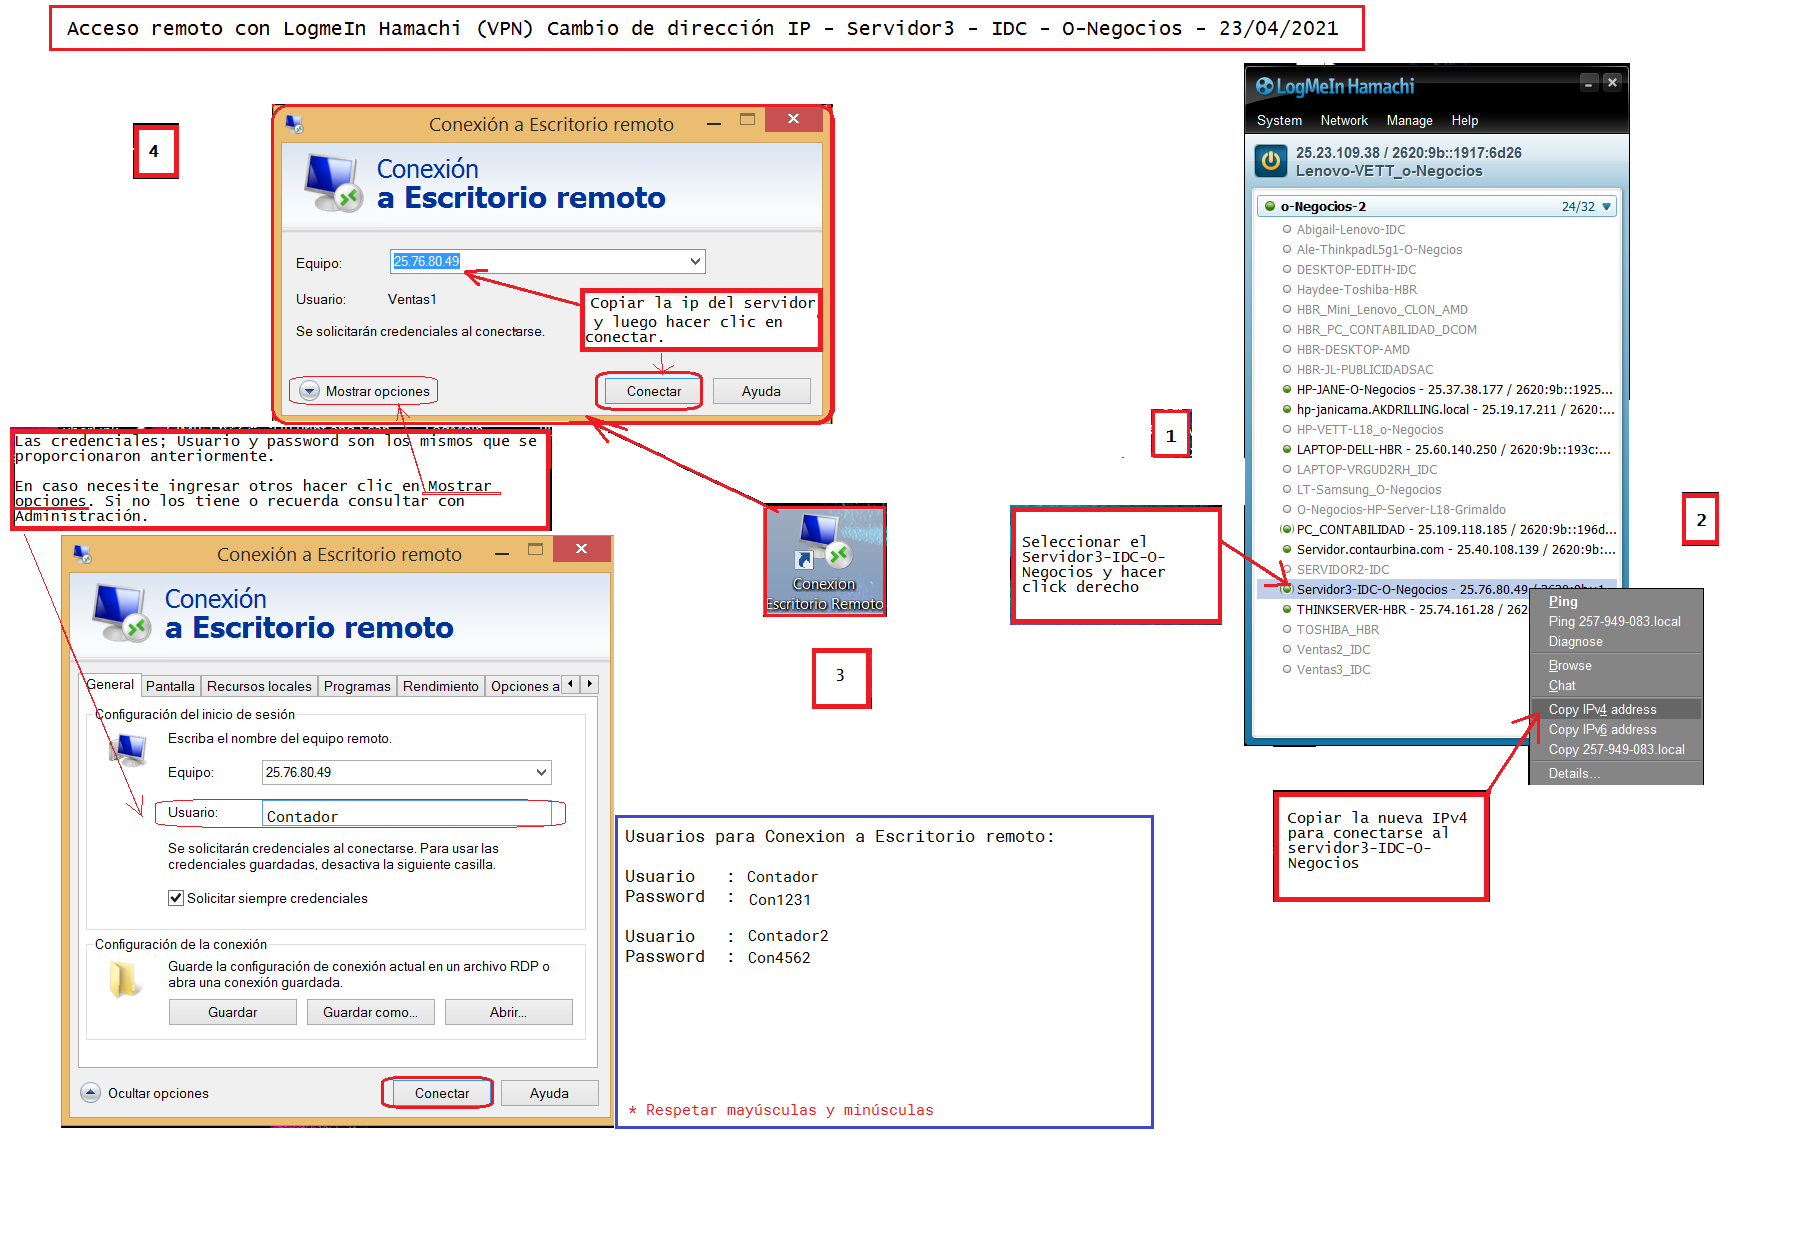 Acceso remoto con LogmeIn Hamachi (VPN) Cambio de dirección IP - Servidor3 - IDC - O-Negocios - 23/04/2021
4
Conexión a Escritorio remoto
Conexión
a Escritorio remoto
Equipo: 25.76.80.49
Usuario: Ventas1
Se solicitarán credenciales al conectarse.
Copiar la ip del servidor
y luego hacer clic en
conectar.
Mostrar opciones
Conectar
Ayuda
Las credenciales; Usuario y password son los mismos que se
proporcionaron anteriormente.
En caso necesite ingresar otros hacer clic en Mostrar
opciones. Si no los tiene o recuerda consultar con
Administración.
Conexión a Escritorio remoto
Conexión
a Escritorio remoto
General Pantalla Recursos locales Programas Rendimiento Opciones a
Configuración del inicio de sesión
Escriba el nombre del equipo remoto.
Equipo: 25.76.80.49
Usuario: Contador
Se solicitarán credenciales al conectarse. Para usar las
credenciales guardadas, desactiva la siguiente casilla.
Solicitar siempre credenciales
Configuración de la conexión
Guarde la configuración de conexión actual en un archivo RDP o
abra una conexión guardada.
Guardar
Guardar como...
Abrir...
Ocultar opciones
Conectar
Ayuda
Conexion
Escritorio Remoto
3
Usuarios para Conexion a Escritorio remoto:
Usuario : Contador
Password : Con1231
Usuario : Contador2
Password : Con4562
* Respetar mayúsculas y minúsculas
1
Seleccionar el
Servidor3-IDC-O-
Negocios y hacer
click derecho
LogMeIn Hamachi
System Network Manage Help
25.23.109.38 / 2620:9b::1917:6d26
Lenovo-VETT_o-Negocios
o-Negocios-2 24/32
Abigail-Lenovo-IDC
Ale-ThinkpadL5g1-O-Negcios
DESKTOP-EDITH-IDC
Haydee-Toshiba-HBR
HBR_Mini_Lenovo_CLON_AMD
HBR_PC_CONTABILIDAD_DCOM
HBR-DESKTOP-AMD
HBR-JL-PUBLICIDADSAC
HP-JANE-O-Negocios - 25.37.38.177 / 2620:9b::1925...
hp-janicama.AKDRILLING.local - 25.19.17.211 / 2620:...
HP-VETT-L18_o-Negocios
LAPTOP-DELL-HBR - 25.60.140.250 / 2620:9b::193c:...
LAPTOP-VRGUD2RH_IDC
LT-Samsung_O-Negocios
O-Negocios-HP-Server-L18-Grimaldo
PC_CONTABILIDAD - 25.109.118.185 / 2620:9b::196d...
Servidor.contaurbina.com - 25.40.108.139 / 2620:9b:...
SERVIDOR2-IDC
Servidor3-IDC-O-Negocios - 25.76.80.49
THINKSERVER-HBR - 25.74.161.28 / 262
TOSHIBA_HBR
Ventas2_IDC
Ventas3_IDC
2
Ping
Ping 257-949-083.local
Diagnose
Browse
Chat
Copy IPv4 address
Copy IPv6 address
Copy 257-949-083.local
Details...
Copiar la nueva IPv4
para conectarse al
servidor3-IDC-O-
Negocios